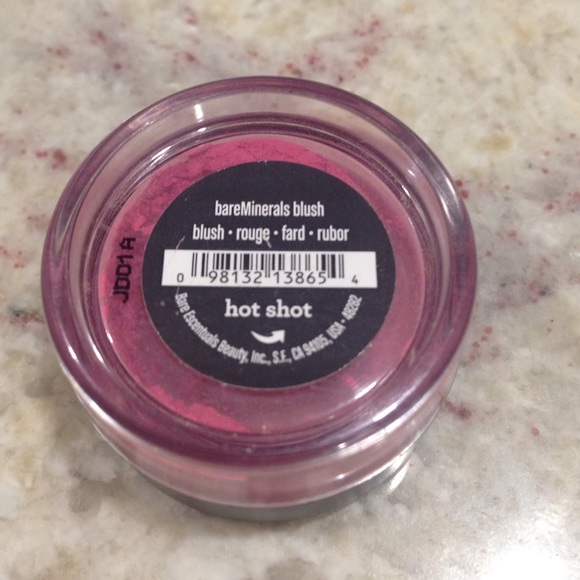 bareMinerals blush
blush • rouge • fard • rubor
0 98132 13865 4
hot shot
Bare Escentuals Beauty, Inc., S.F., CA 94105, USA • 48282
JD01A